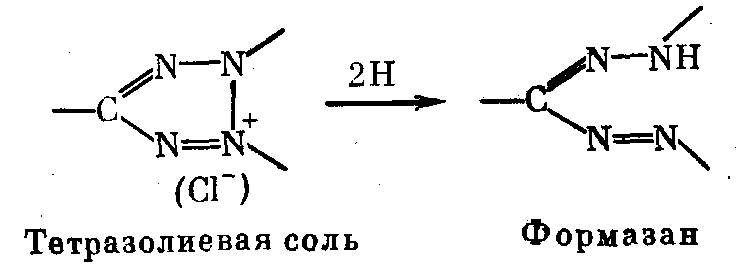 N—N
2H
N—NH
C
C
N=N
+
N=N
(Cl⁻)
Тетразолиевая соль
Формазан